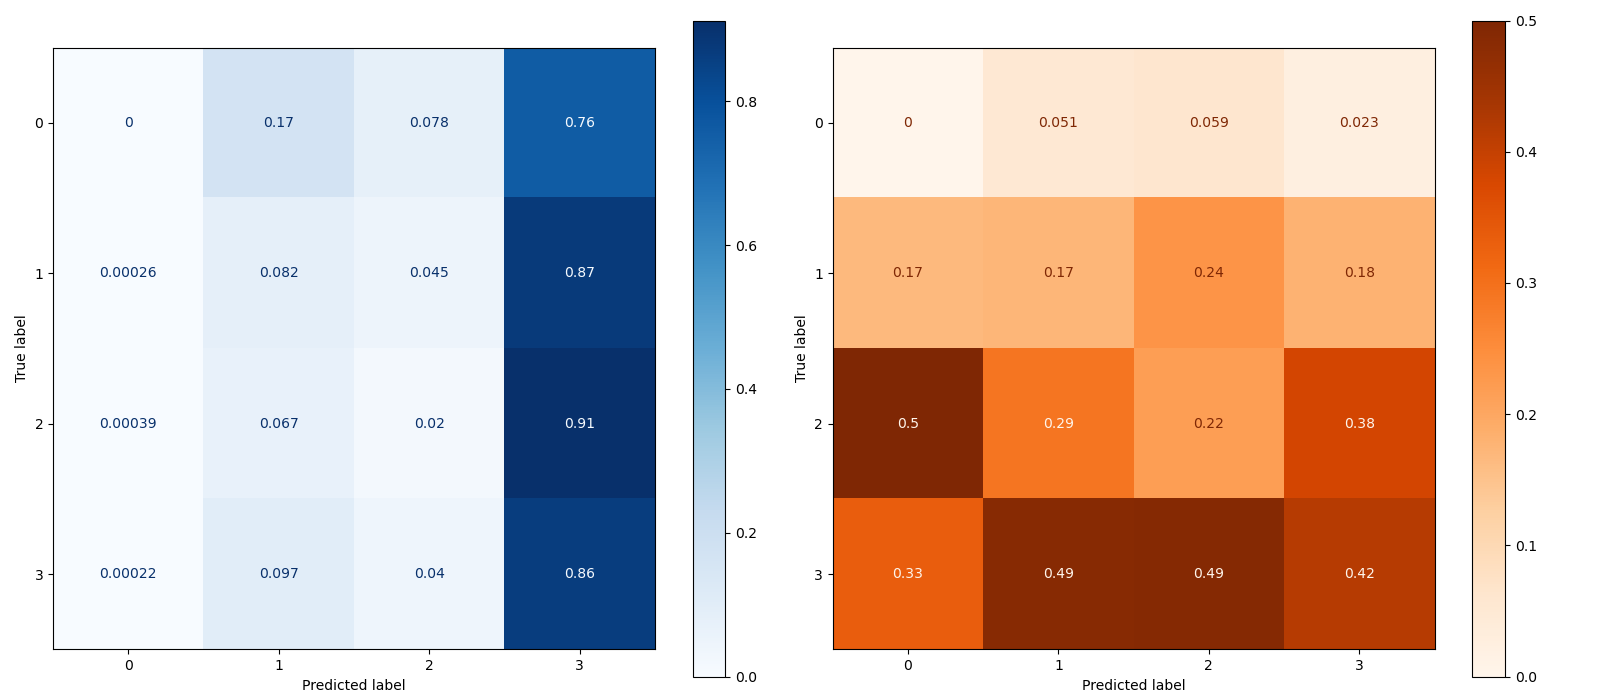 0.5
0.8
0 0 0.17 0.078 0.76
0 0 0.051 0.059 0.023
0.4
0.6
1 0.00026 0.082 0.045 0.87
1 0.17 0.17 0.24 0.18
0.3
True label
True label
0.4
2 0.00039 0.067 0.02 0.91
2 0.5 0.29 0.22 0.38
0.2
0.2
0.1
3 0.00022 0.097 0.04 0.86
3 0.33 0.49 0.49 0.42
0.0
0.0
0 1 2 3
0 1 2 3
Predicted label
Predicted label